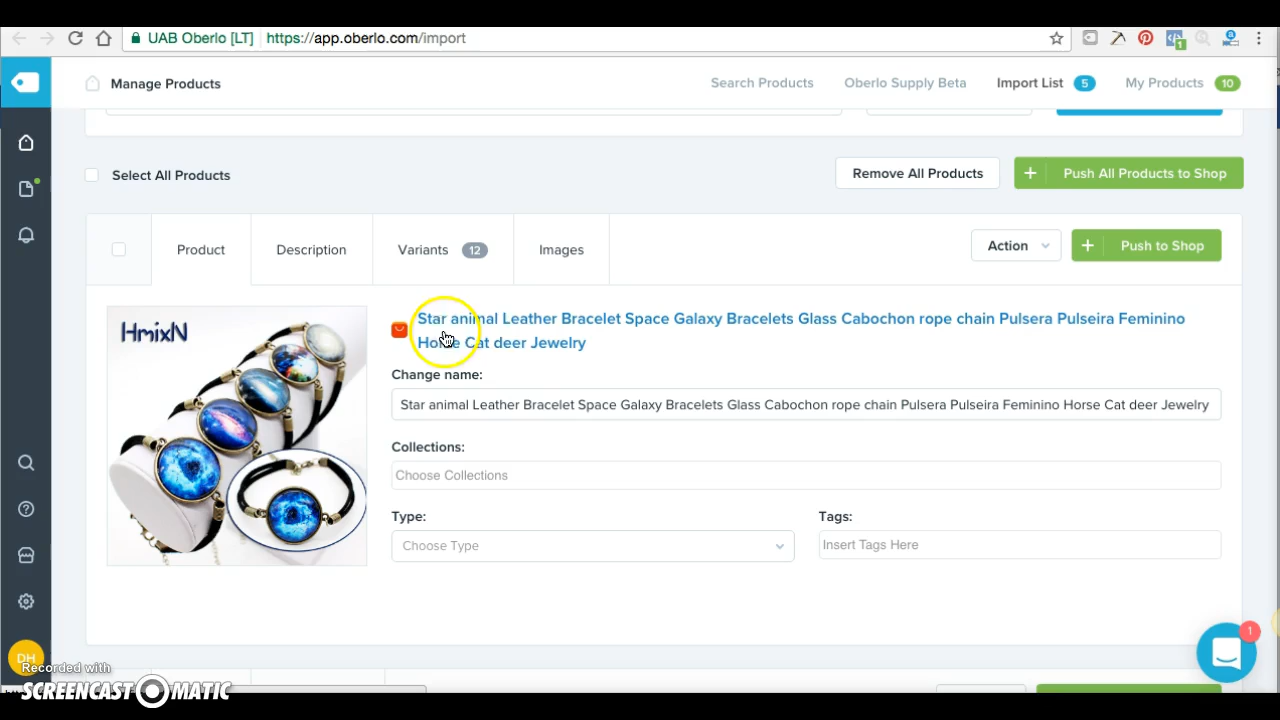 UAB Oberlo [LT] https://app.oberlo.com/import
1
Manage Products Search Products Oberlo Supply Beta Import List 5 My Products 10
Select All Products Remove All Products + Push All Products to Shop
Product Description Variants 12 Images Action + Push to Shop
HmixN
Star animal Leather Bracelet Space Galaxy Bracelets Glass Cabochon rope chain Pulsera Pulseira Feminino
Horse Cat deer Jewelry
Change name:
Star animal Leather Bracelet Space Galaxy Bracelets Glass Cabochon rope chain Pulsera Pulseira Feminino Horse Cat deer Jewelry
Collections:
Choose Collections
Type: Tags:
Choose Type Insert Tags Here
1
DH
Recorded with
SCREENCAST MATIC